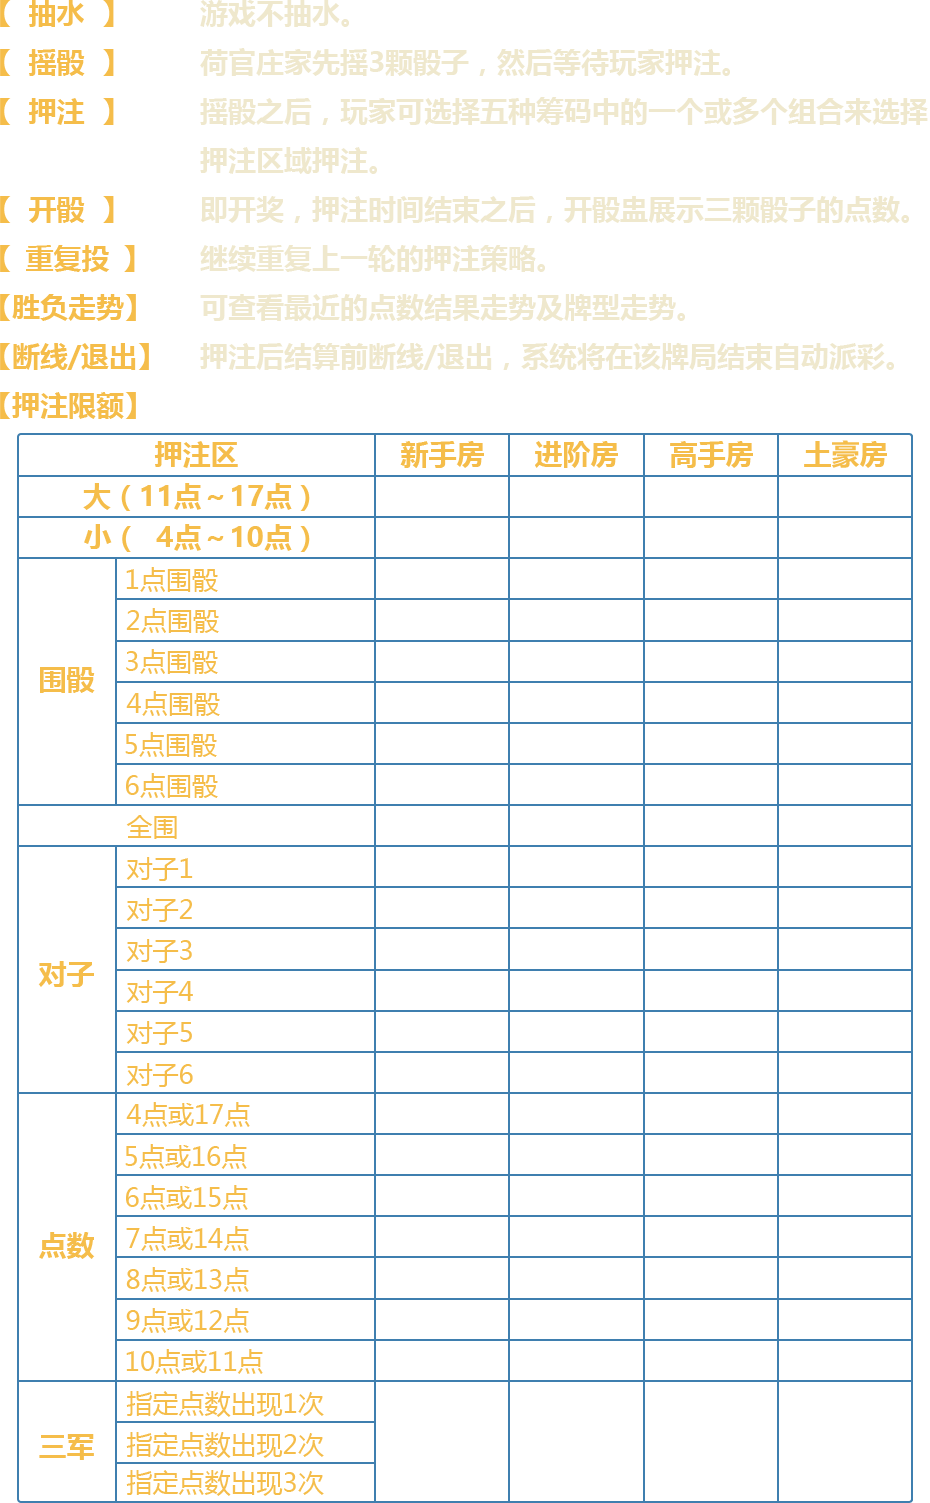 【 抽水 】 游戏不抽水。
【 摇骰 】 荷官庄家先摇3颗骰子，然后等待玩家押注。
【 押注 】 摇骰之后，玩家可选择五种筹码中的一个或多个组合来选择
押注区域押注。
【 开骰 】 即开奖，押注时间结束之后，开骰盅展示三颗骰子的点数。
【 重复投 】 继续重复上一轮的押注策略。
【胜负走势】 可查看最近的点数结果走势及牌型走势。
【断线/退出】 押注后结算前断线/退出，系统将在该牌局结束自动派彩。
【押注限额】
押注区 新手房 进阶房 高手房 土豪房
大（11点～17点）
小（ 4点～10点）
围骰
1点围骰
2点围骰
3点围骰
4点围骰
5点围骰
6点围骰
全围
对子
对子1
对子2
对子3
对子4
对子5
对子6
点数
4点或17点
5点或16点
6点或15点
7点或14点
8点或13点
9点或12点
10点或11点
三军
指定点数出现1次
指定点数出现2次
指定点数出现3次